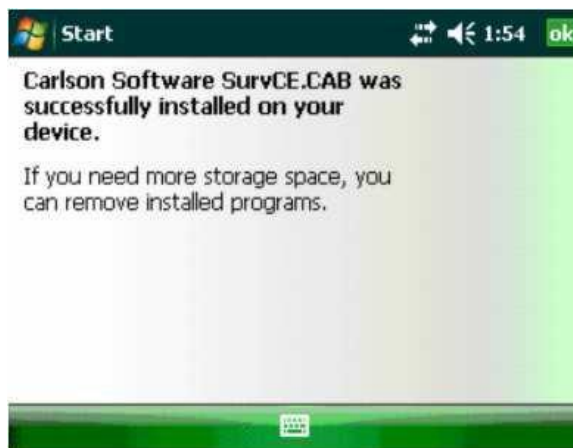 Start 1:54 ok
Carlson Software SurvCE.CAB was
successfully installed on your
device.
If you need more storage space, you
can remove installed programs.